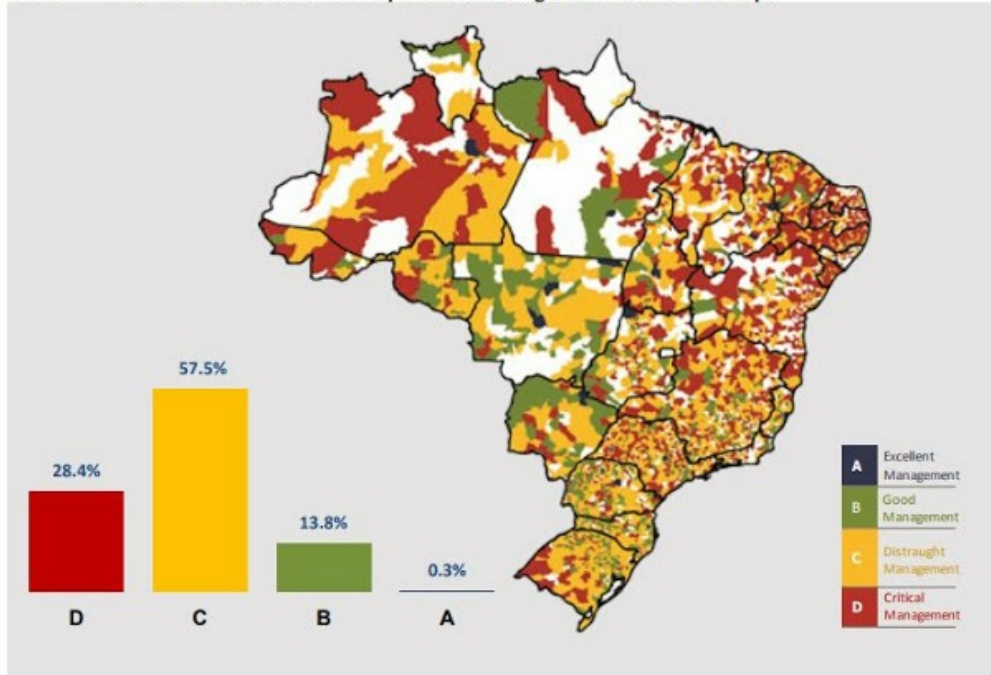 57.5%
28.4%
13.8%
0.3%
D
C
B
A
A
Excellent
Management
B
Good
Management
C
Distraught
Management
D
Critical
Management